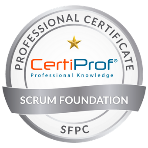 PROFESSIONAL CERTIFICATE
CertiProf®
Professional Knowledge
SCRUM FOUNDATION
SFPC